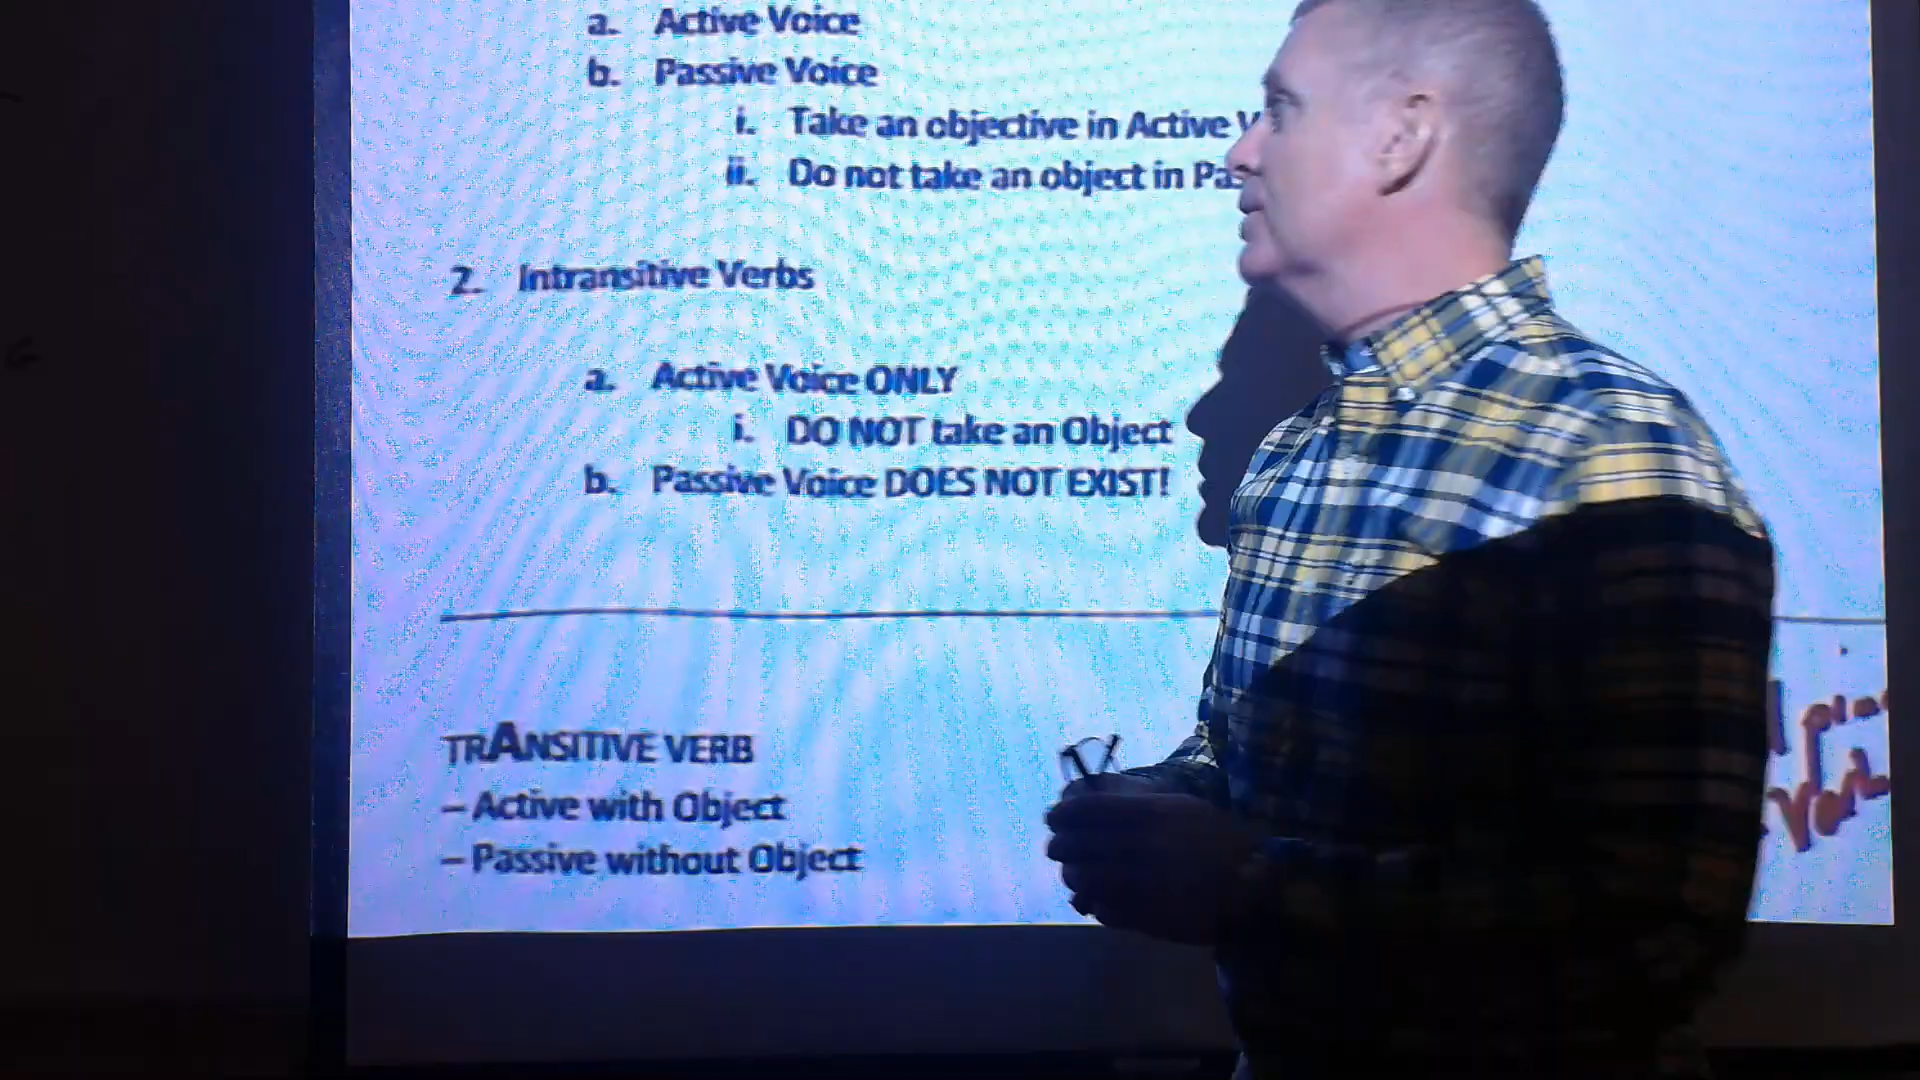 a. Active Voice
b. Passive Voice
i. Take an objective in Active
ii. Do not take an object in
2. Intransitive Verbs
a. Active Voice ONLY
i. DO NOT take an Object
b. Passive Voice DOES NOT EXIST!
TRANSITIVE VERB
– Active with Object
– Passive without Object